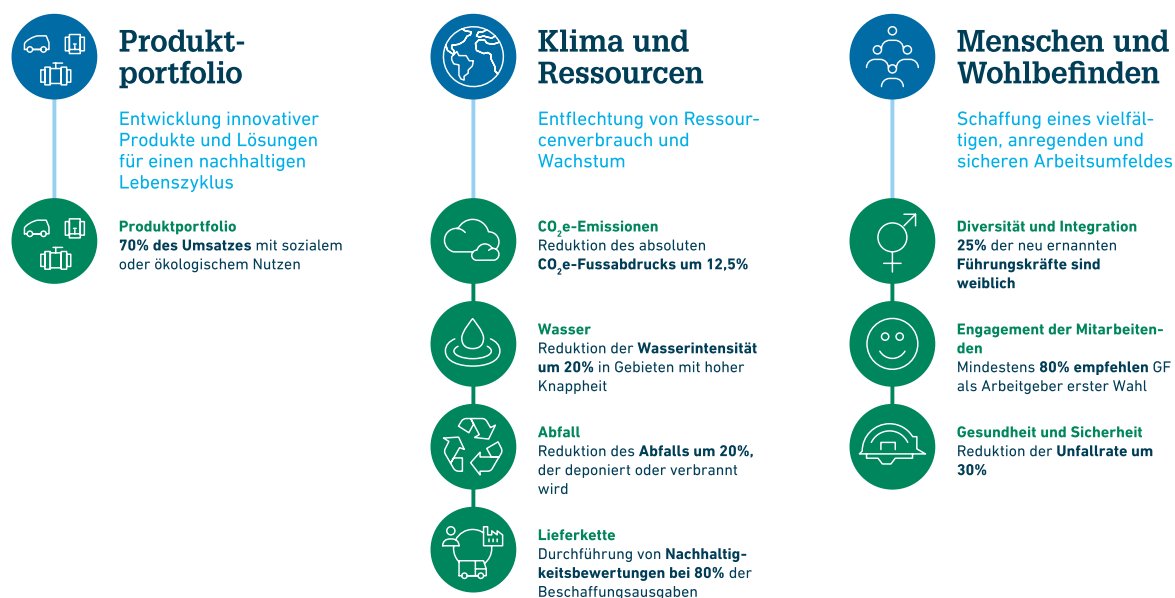 Produkt-
portfolio
Entwicklung innovativer
Produkte und Lösungen
für einen nachhaltigen
Lebenszyklus
Produktportfolio
70% des Umsatzes mit sozialem
oder ökologischem Nutzen
Klima und
Ressourcen
Entflechtung von Ressour-
cenverbrauch und
Wachstum
CO₂e-Emissionen
Reduktion des absoluten
CO₂e-Fussabdrucks um 12,5%
Wasser
Reduktion der Wasserintensität
um 20% in Gebieten mit hoher
Knappheit
Abfall
Reduktion des Abfalls um 20%,
der deponiert oder verbrannt
wird
Lieferkette
Durchführung von Nachhaltig-
keitsbewertungen bei 80% der
Beschaffungsausgaben
Menschen und
Wohlbefinden
Schaffung eines vielfäl-
tigen, anregenden und
sicheren Arbeitsumfeldes
Diversität und Integration
25% der neu ernannten
Führungskräfte sind
weiblich
Engagement der Mitarbeiten-
den
Mindestens 80% empfehlen GF
als Arbeitgeber erster Wahl
Gesundheit und Sicherheit
Reduktion der Unfallrate um
30%